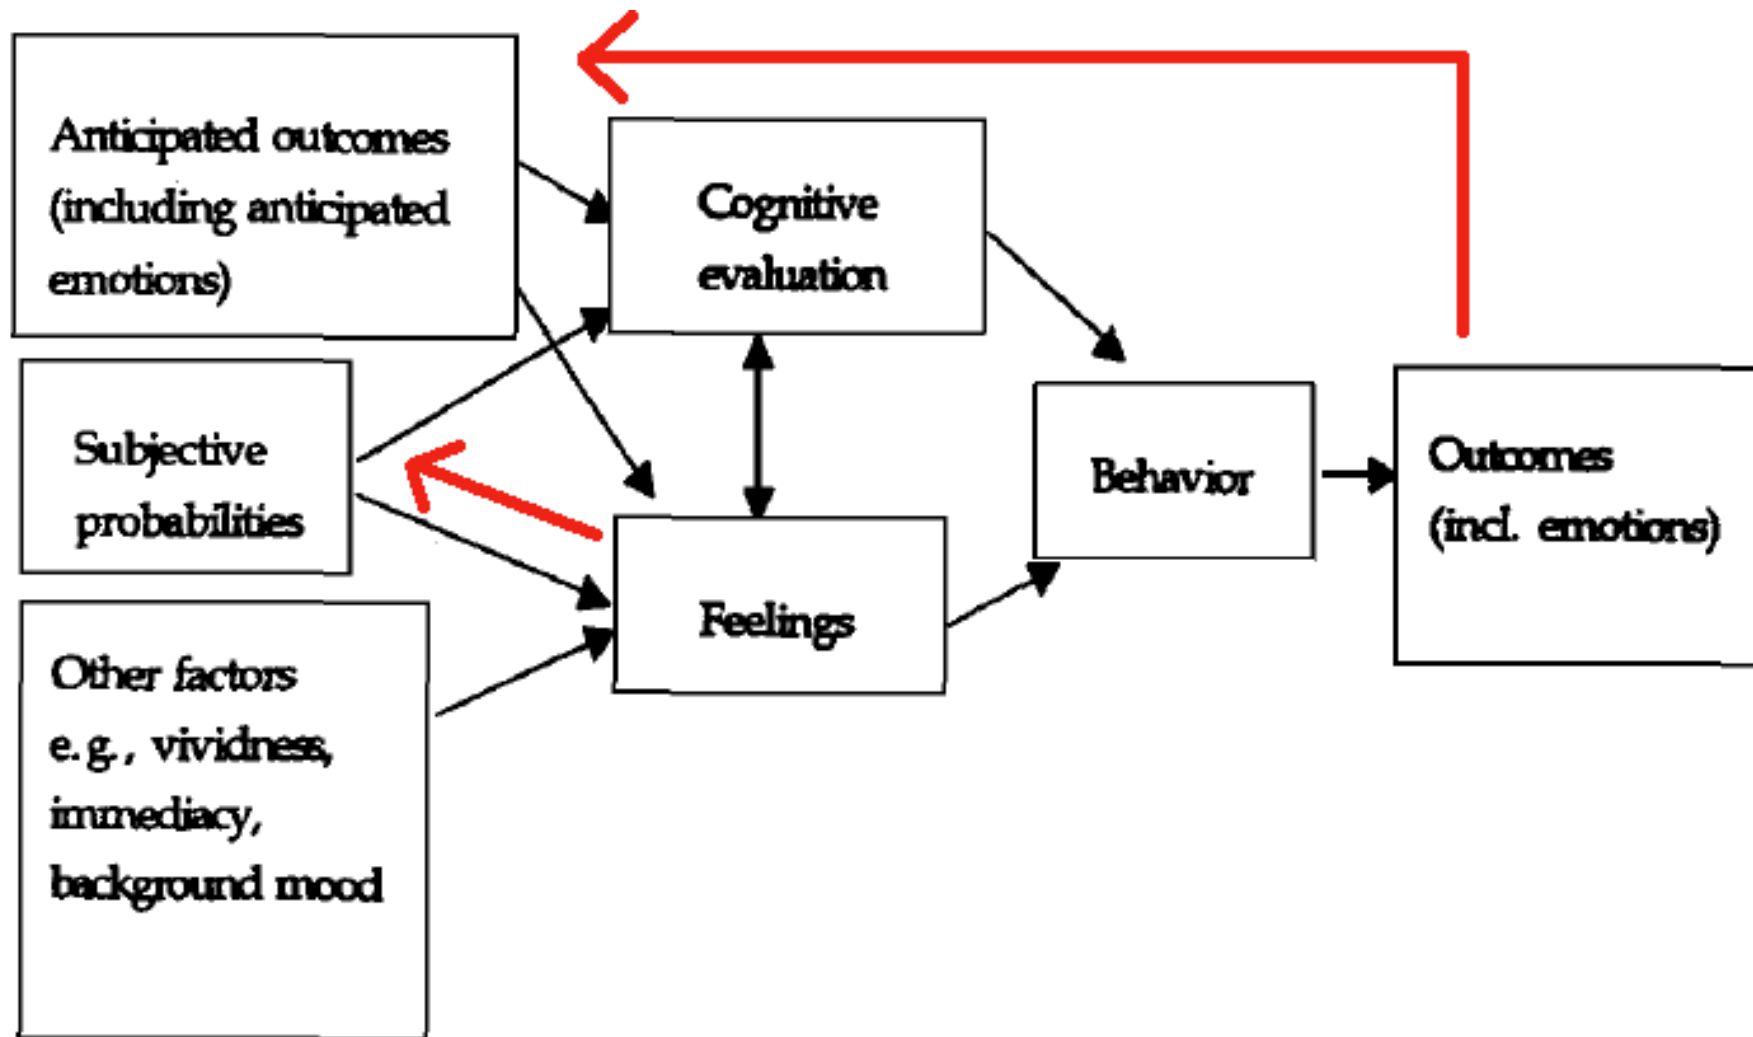 Anticipated outcomes
(including anticipated
emotions)
Cognitive
evaluation
Subjective
probabilities
Behavior
Outcomes
(incl. emotions)
Feelings
Other factors
e.g., vividness,
immediacy,
background mood